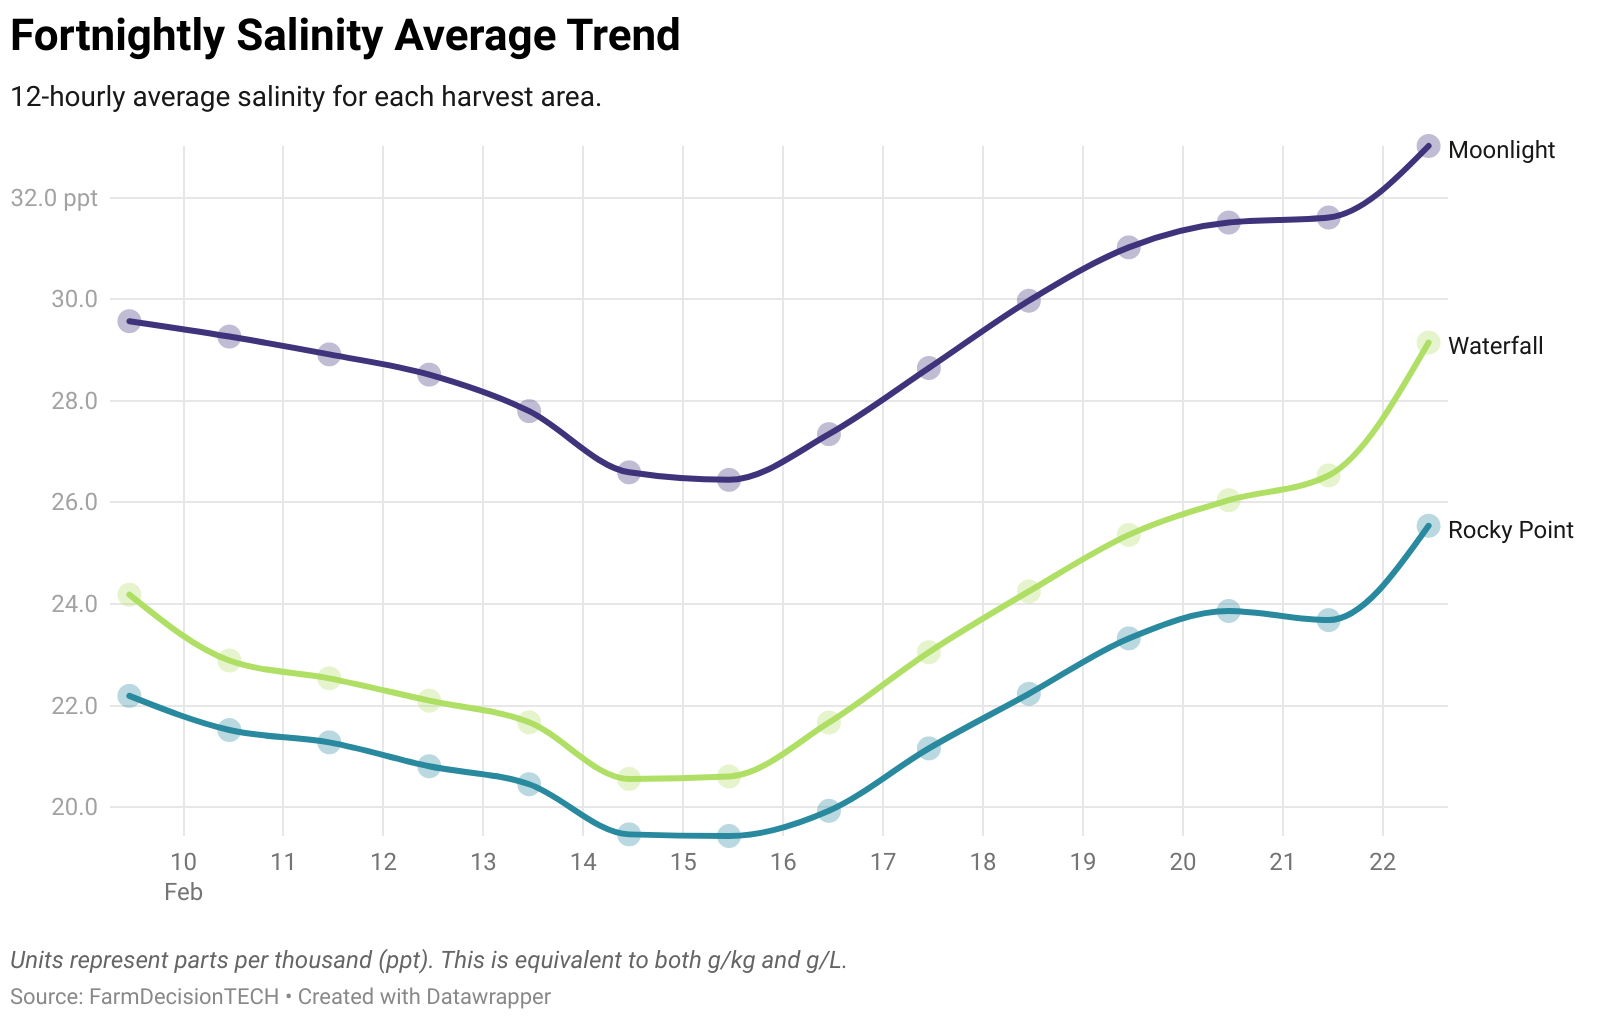 Fortnightly Salinity Average Trend
12-hourly average salinity for each harvest area.
Moonlight
32.0 ppt
30.0
Waterfall
28.0
26.0
Rocky Point
24.0
22.0
20.0
10 11 12 13 14 15 16 17 18 19 20 21 22
Feb
Units represent parts per thousand (ppt). This is equivalent to both g/kg and g/L.
Source: FarmDecisionTECH • Created with Datawrapper